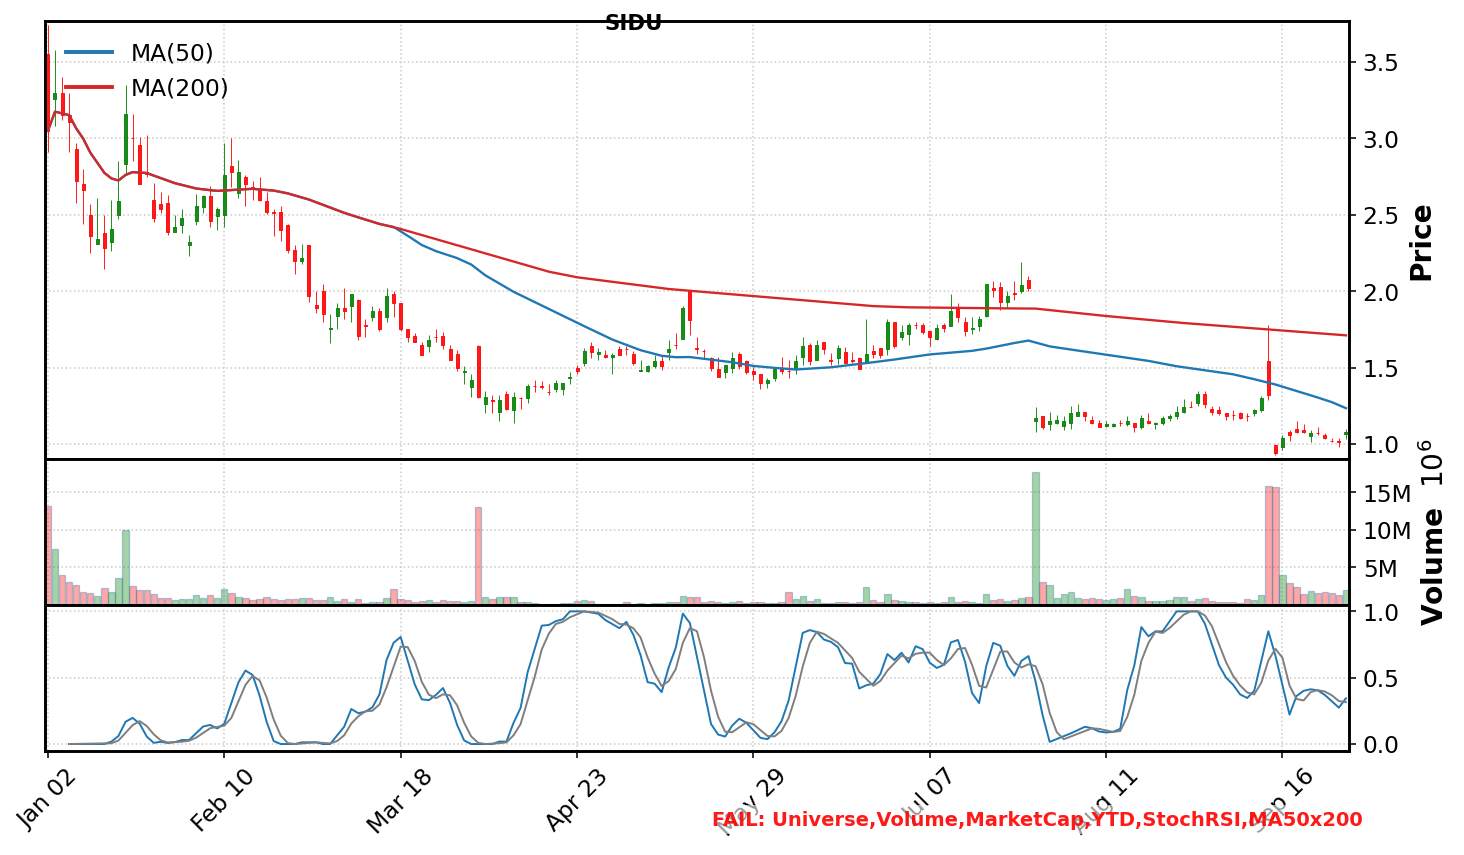 SIDU
MA(50)
MA(200)
3.5
3.0
2.5
2.0
1.5
1.0
Price
15M
10M
5M
Volume 10^6
1.0
0.5
0.0
Jan 02
Feb 10
Mar 18
Apr 23
May 29
Jul 07
Aug 11
Sep 16
FAIL: Universe,Volume,MarketCap,YTD,StochRSI,MA50x200